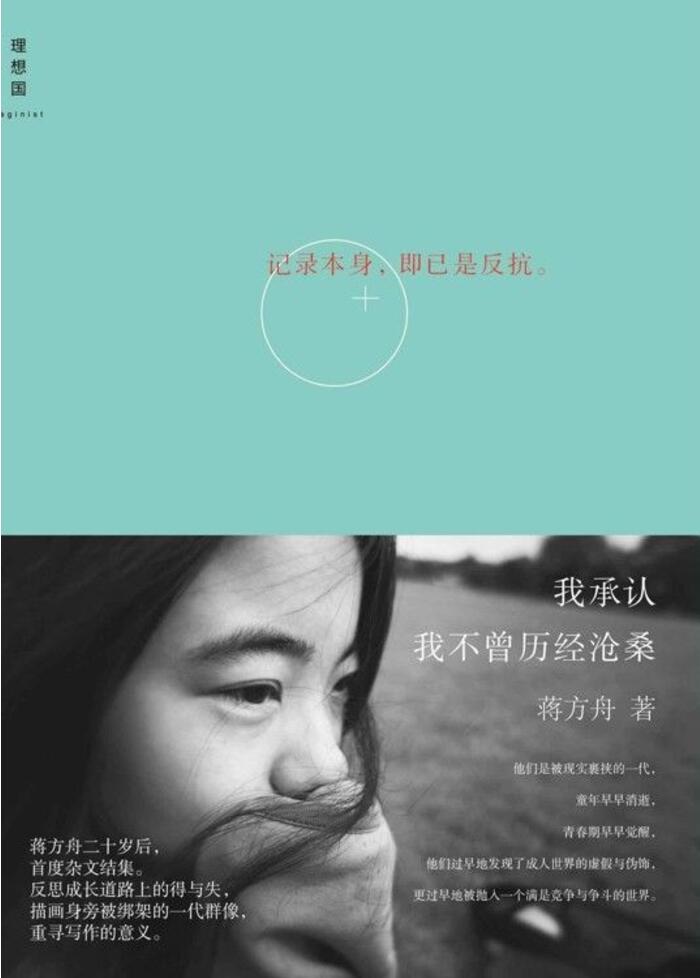 理想国
aginist
记录本身，即已是反抗。
我承认
我不曾历经沧桑
蒋方舟 著
他们是被现实裹挟的一代，
童年早早消逝，
青春期早早觉醒，
他们过早地发现了成人世界的虚假与伪饰，
更过早地被抛入一个满是竞争与争斗的世界。
蒋方舟二十岁后，
首度杂文结集。
反思成长道路上的得与失，
描画身旁被绑架的一代群像，
重寻写作的意义。